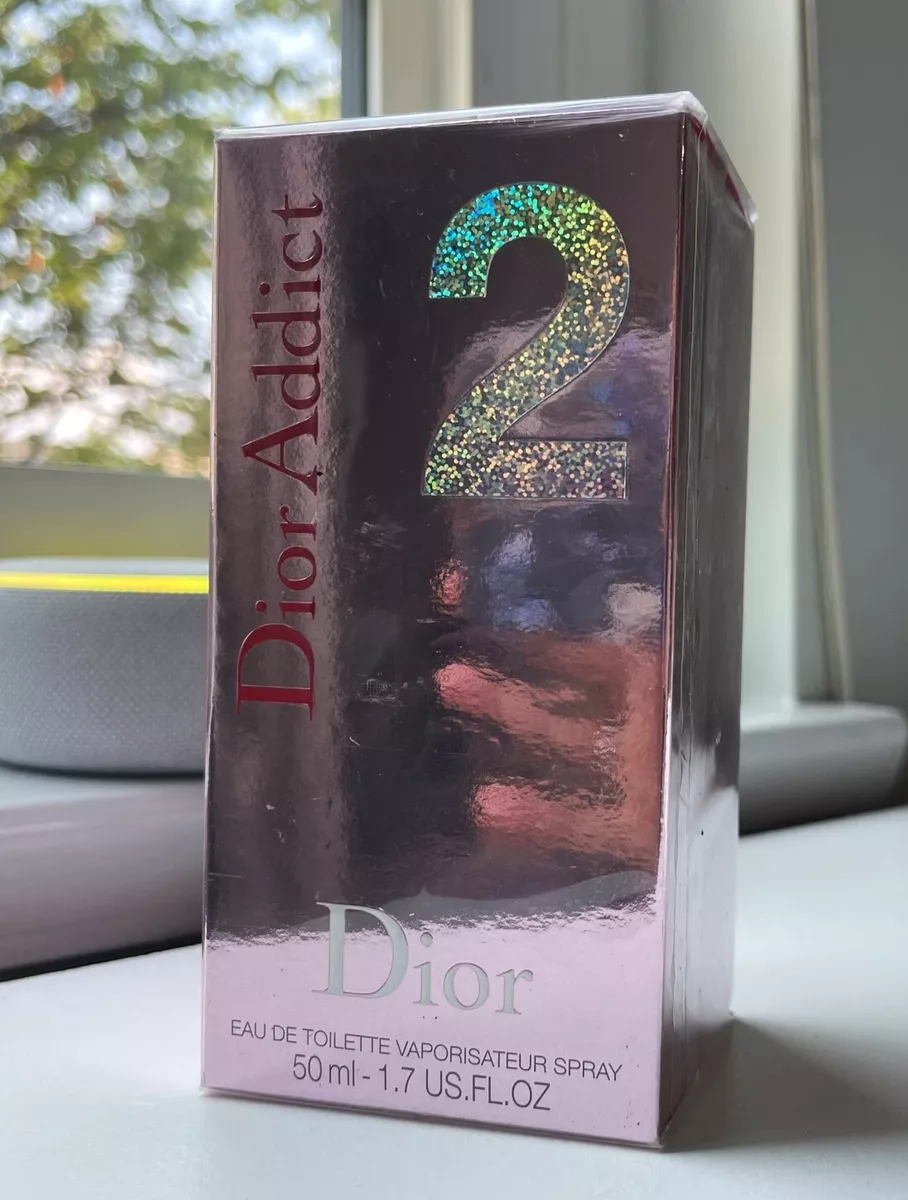 Dior Addict
2
Dior
EAU DE TOILETTE VAPORISATEUR SPRAY
50 ml - 1.7 US.FL.OZ